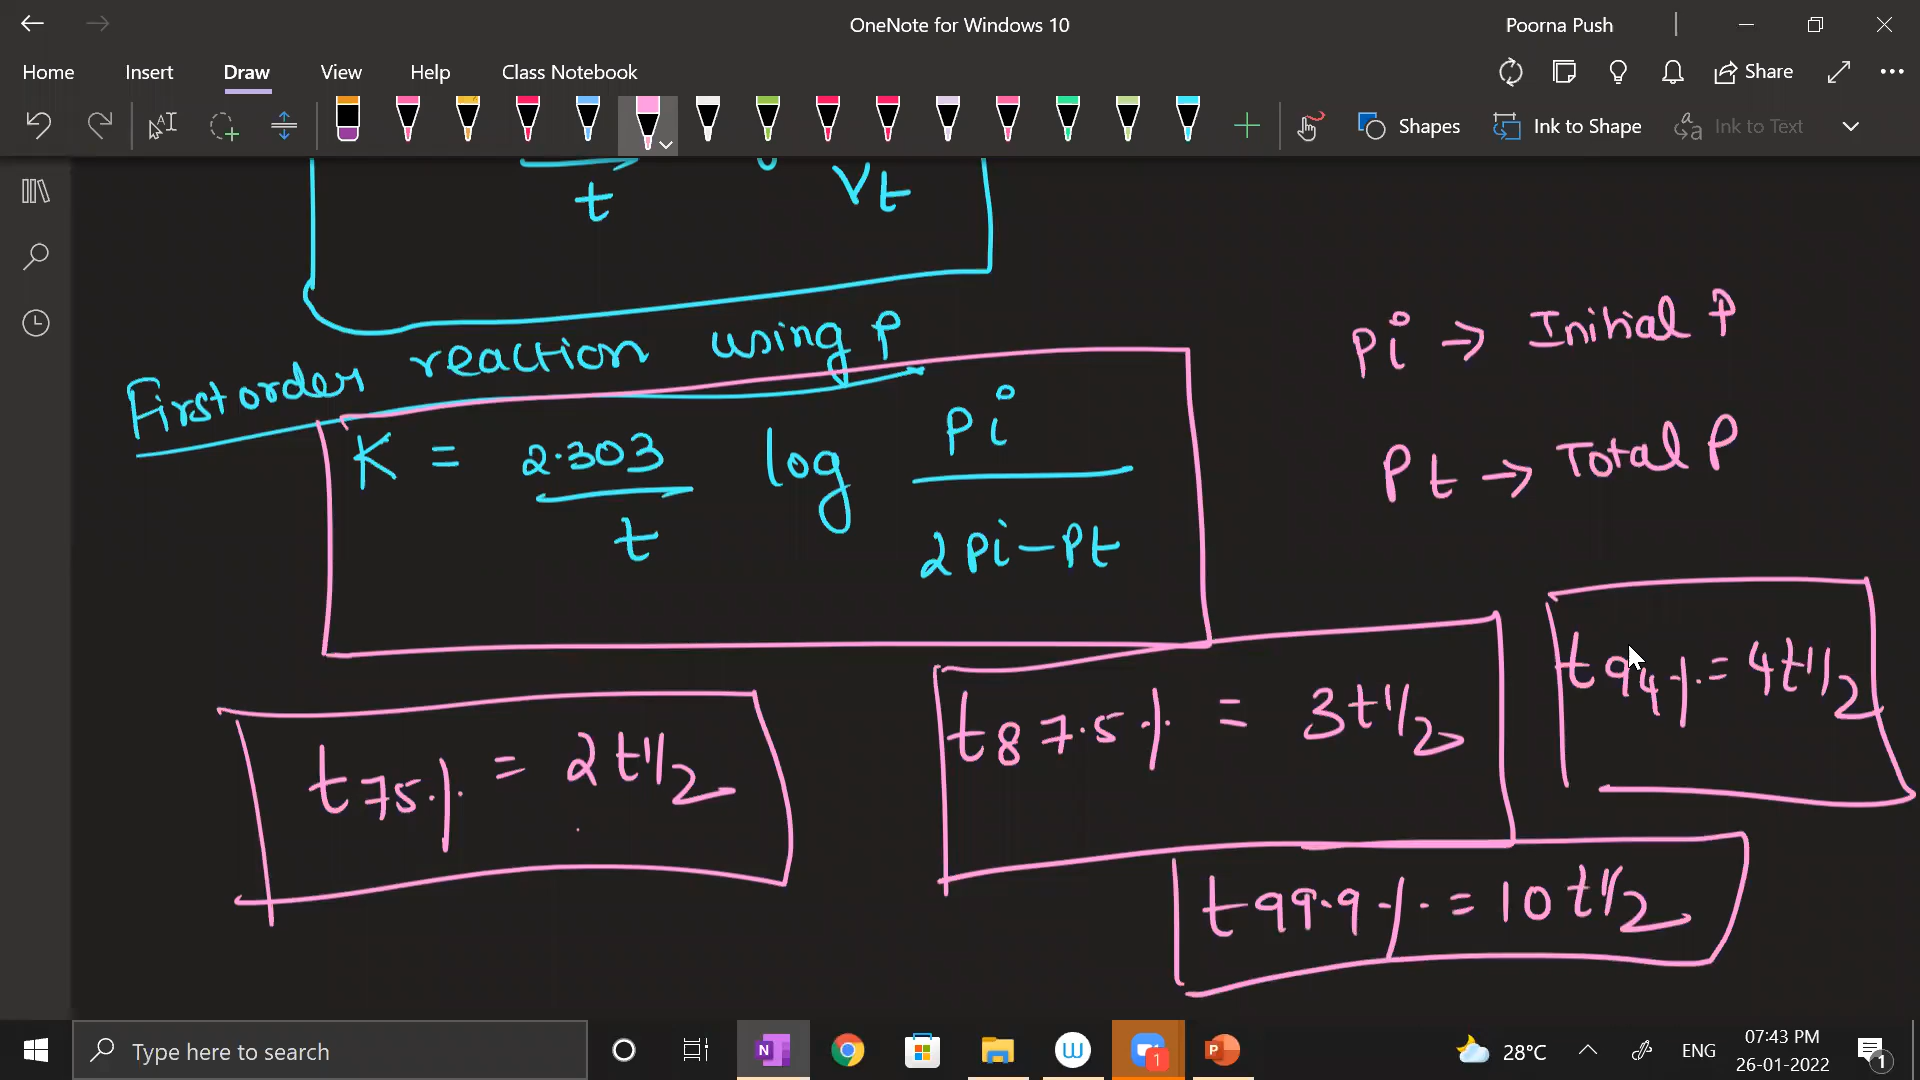 OneNote for Windows 10
Poorna Push
Home Insert Draw View Help Class Notebook
Share
Shapes
Ink to Shape
Ink to Text
t Vt
First order reaction using P
K = 2.303 / t log Pi / 2Pi-Pt
Pi → Initial P
Pt → Total P
t75% = 2t1/2
t87.5% = 3t1/2
t94% = 4t1/2
t99.9% = 10t1/2
Type here to search
28°C
ENG
07:43 PM
26-01-2022
1
1